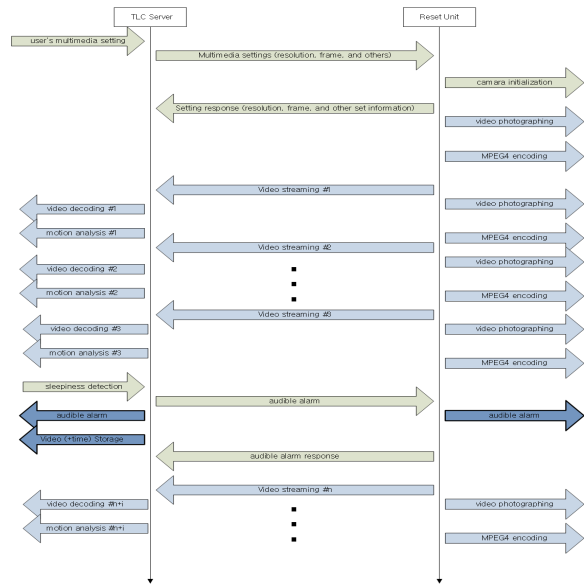 TLC Server
Reset Unit
user's multimedia setting
Multimedia settings (resolution, frame, and others)
camara initialization
Setting response (resolution, frame, and other set information)
video photographing
MPEG4 encoding
Video streaming #1
video decoding #1
video photographing
motion analysis #1
MPEG4 encoding
Video streaming #2
video photographing
video decoding #2
motion analysis #2
MPEG4 encoding
Video streaming #3
video decoding #3
video photographing
motion analysis #3
MPEG4 encoding
sleepiness detection
audible alarm
audible alarm
audible alarm
Video (+time) Storage
audible alarm response
Video streaming #n
video decoding #n+i
video photographing
motion analysis #n+i
MPEG4 encoding